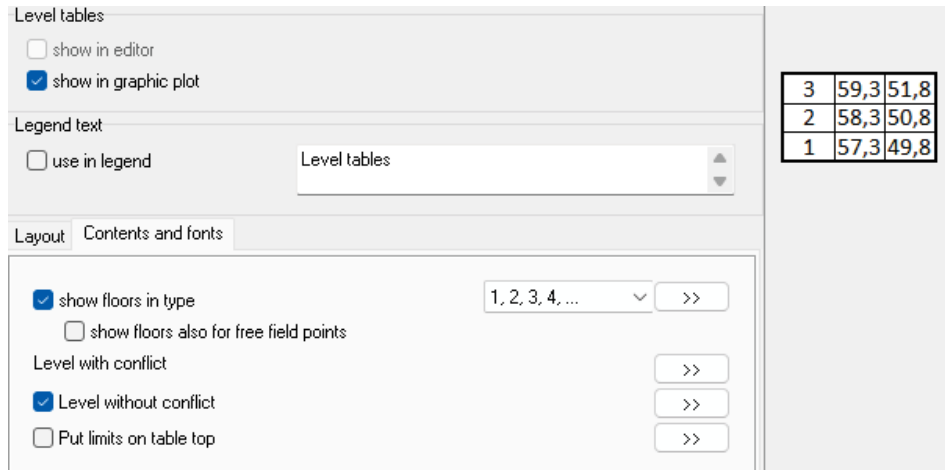 Level tables
show in editor
show in graphic plot
Legend text
use in legend
Level tables
Layout
Contents and fonts
show floors in type
1, 2, 3, 4, ...
>>
show floors also for free field points
Level with conflict
>>
Level without conflict
>>
Put limits on table top
>>
3 59,3 51,8
2 58,3 50,8
1 57,3 49,8